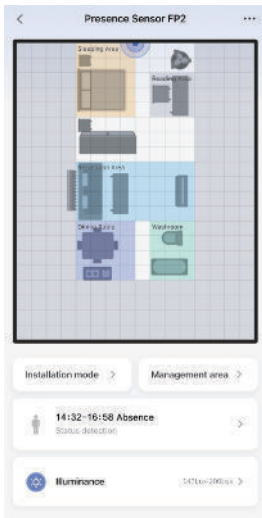 Presence Sensor FP2
Sleeping Area
Reading Area
Dining Table
Washroom
Installation mode
Management area
14:32-16:58 Absence
Status detection
Illuminance